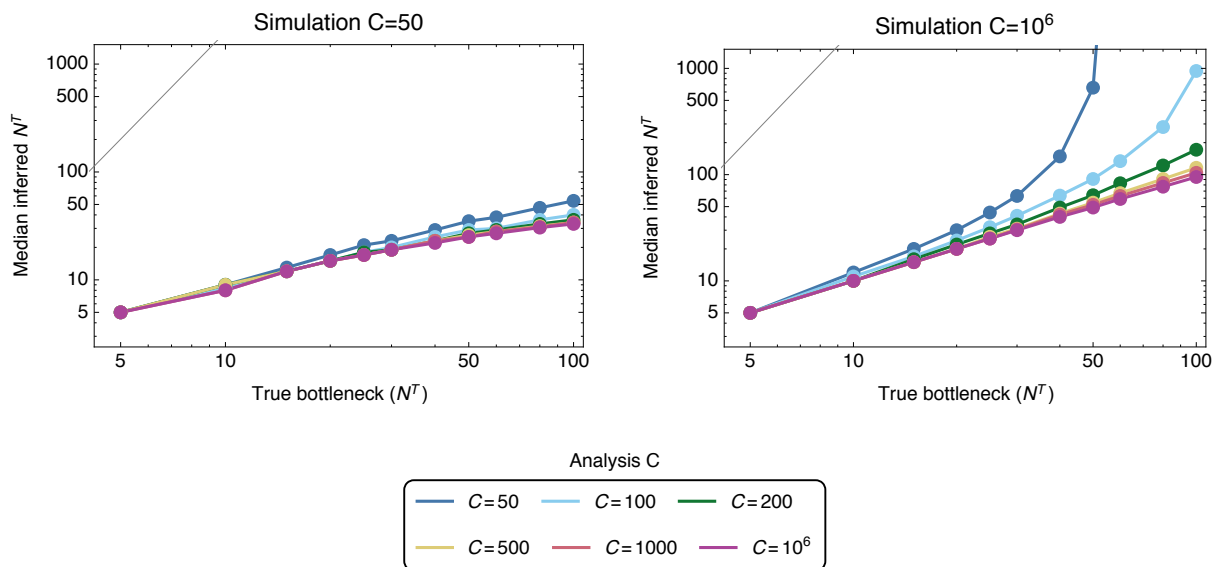 Simulation C=50
1000
500
100
50
10
5
5 10 50 100
Median inferred N^T
True bottleneck (N^T)
Simulation C=10^6
1000
500
100
50
10
5
5 10 50 100
Median inferred N^T
True bottleneck (N^T)
Analysis C
C=50 C=100 C=200
C=500 C=1000 C=10^6